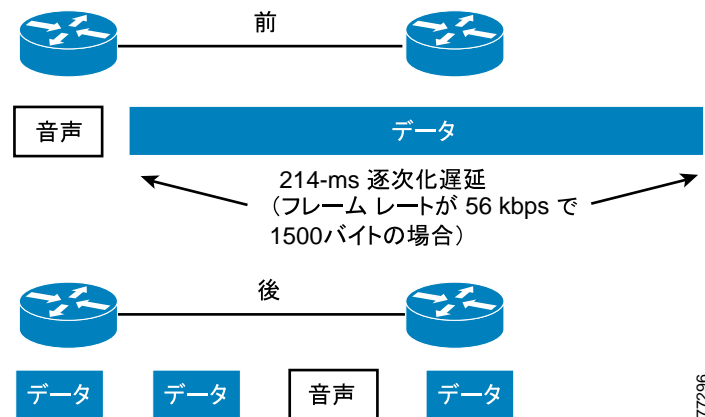 前
音声
データ
214-ms 逐次化遅延
（フレーム レートが 56 kbps で
1500バイトの場合）
後
データ
データ
音声
データ
77296